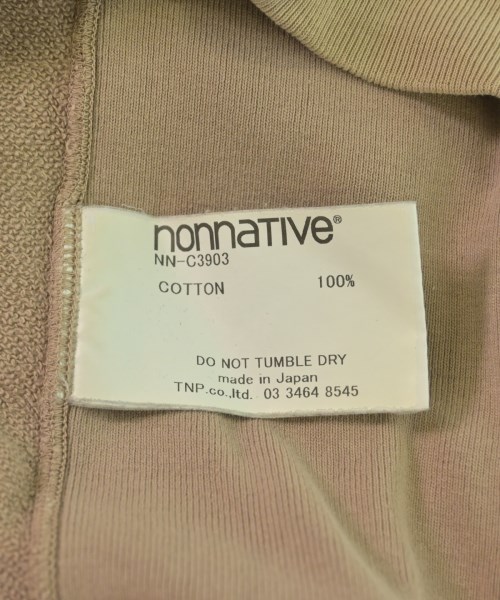 nonnative®
NN-C3903
COTTON 100%
DO NOT TUMBLE DRY
made in Japan
TNP.co.,ltd. 03 3464 8545